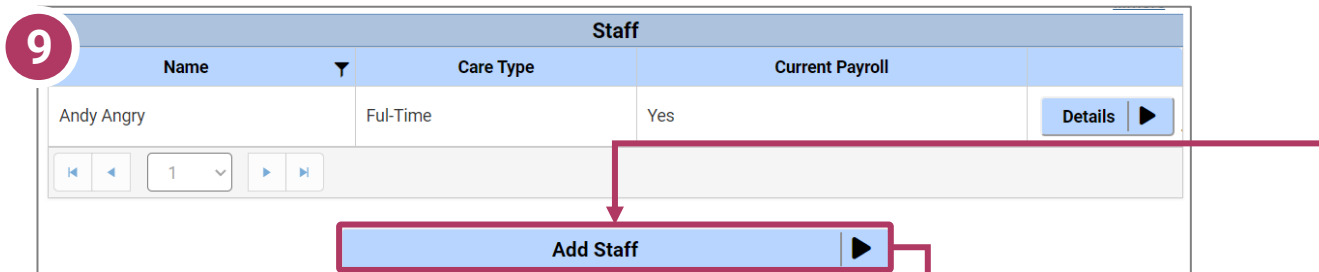 9
Staff
Name Care Type Current Payroll
Andy Angry Ful-Time Yes Details
1
Add Staff